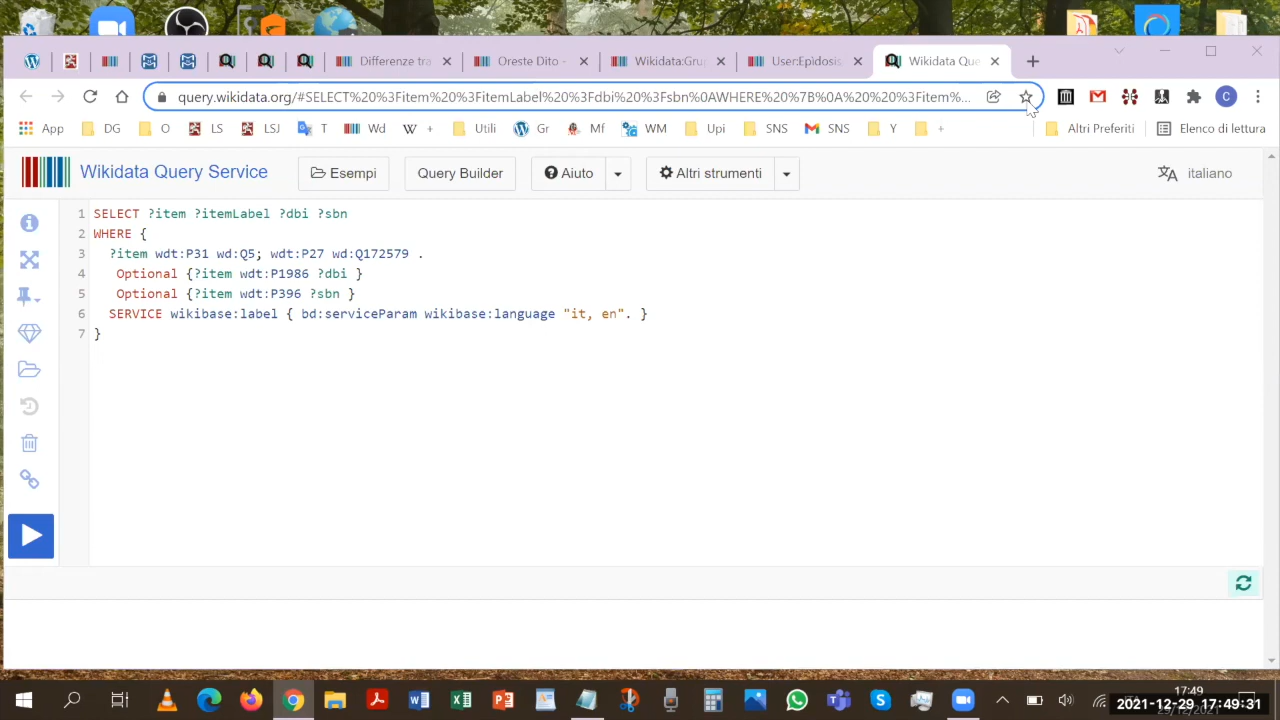 Differenze tra
Oreste Dito -
Wikidata:Gru
User:Epìdosis
Wikidata Que
query.wikidata.org/#SELECT%20%3Fitem%20%3FitemLabel%20%3Fdbi%20%3Fsbn%0AWHERE%20%7B%0A%20%20%3Fitem%...
C
App DG O LS LSJ T Wd W + Utili Gr Mf WM Upi SNS SNS Y + Altri Preferiti Elenco di lettura
Wikidata Query Service Esempi Query Builder Aiuto Altri strumenti italiano
1 SELECT ?item ?itemLabel ?dbi ?sbn
2 WHERE {
3 ?item wdt:P31 wd:Q5; wdt:P27 wd:Q172579 .
4 Optional {?item wdt:P1986 ?dbi }
5 Optional {?item wdt:P396 ?sbn }
6 SERVICE wikibase:label { bd:serviceParam wikibase:language "it, en". }
7 }
17:49
2021-12-29 17:49:31